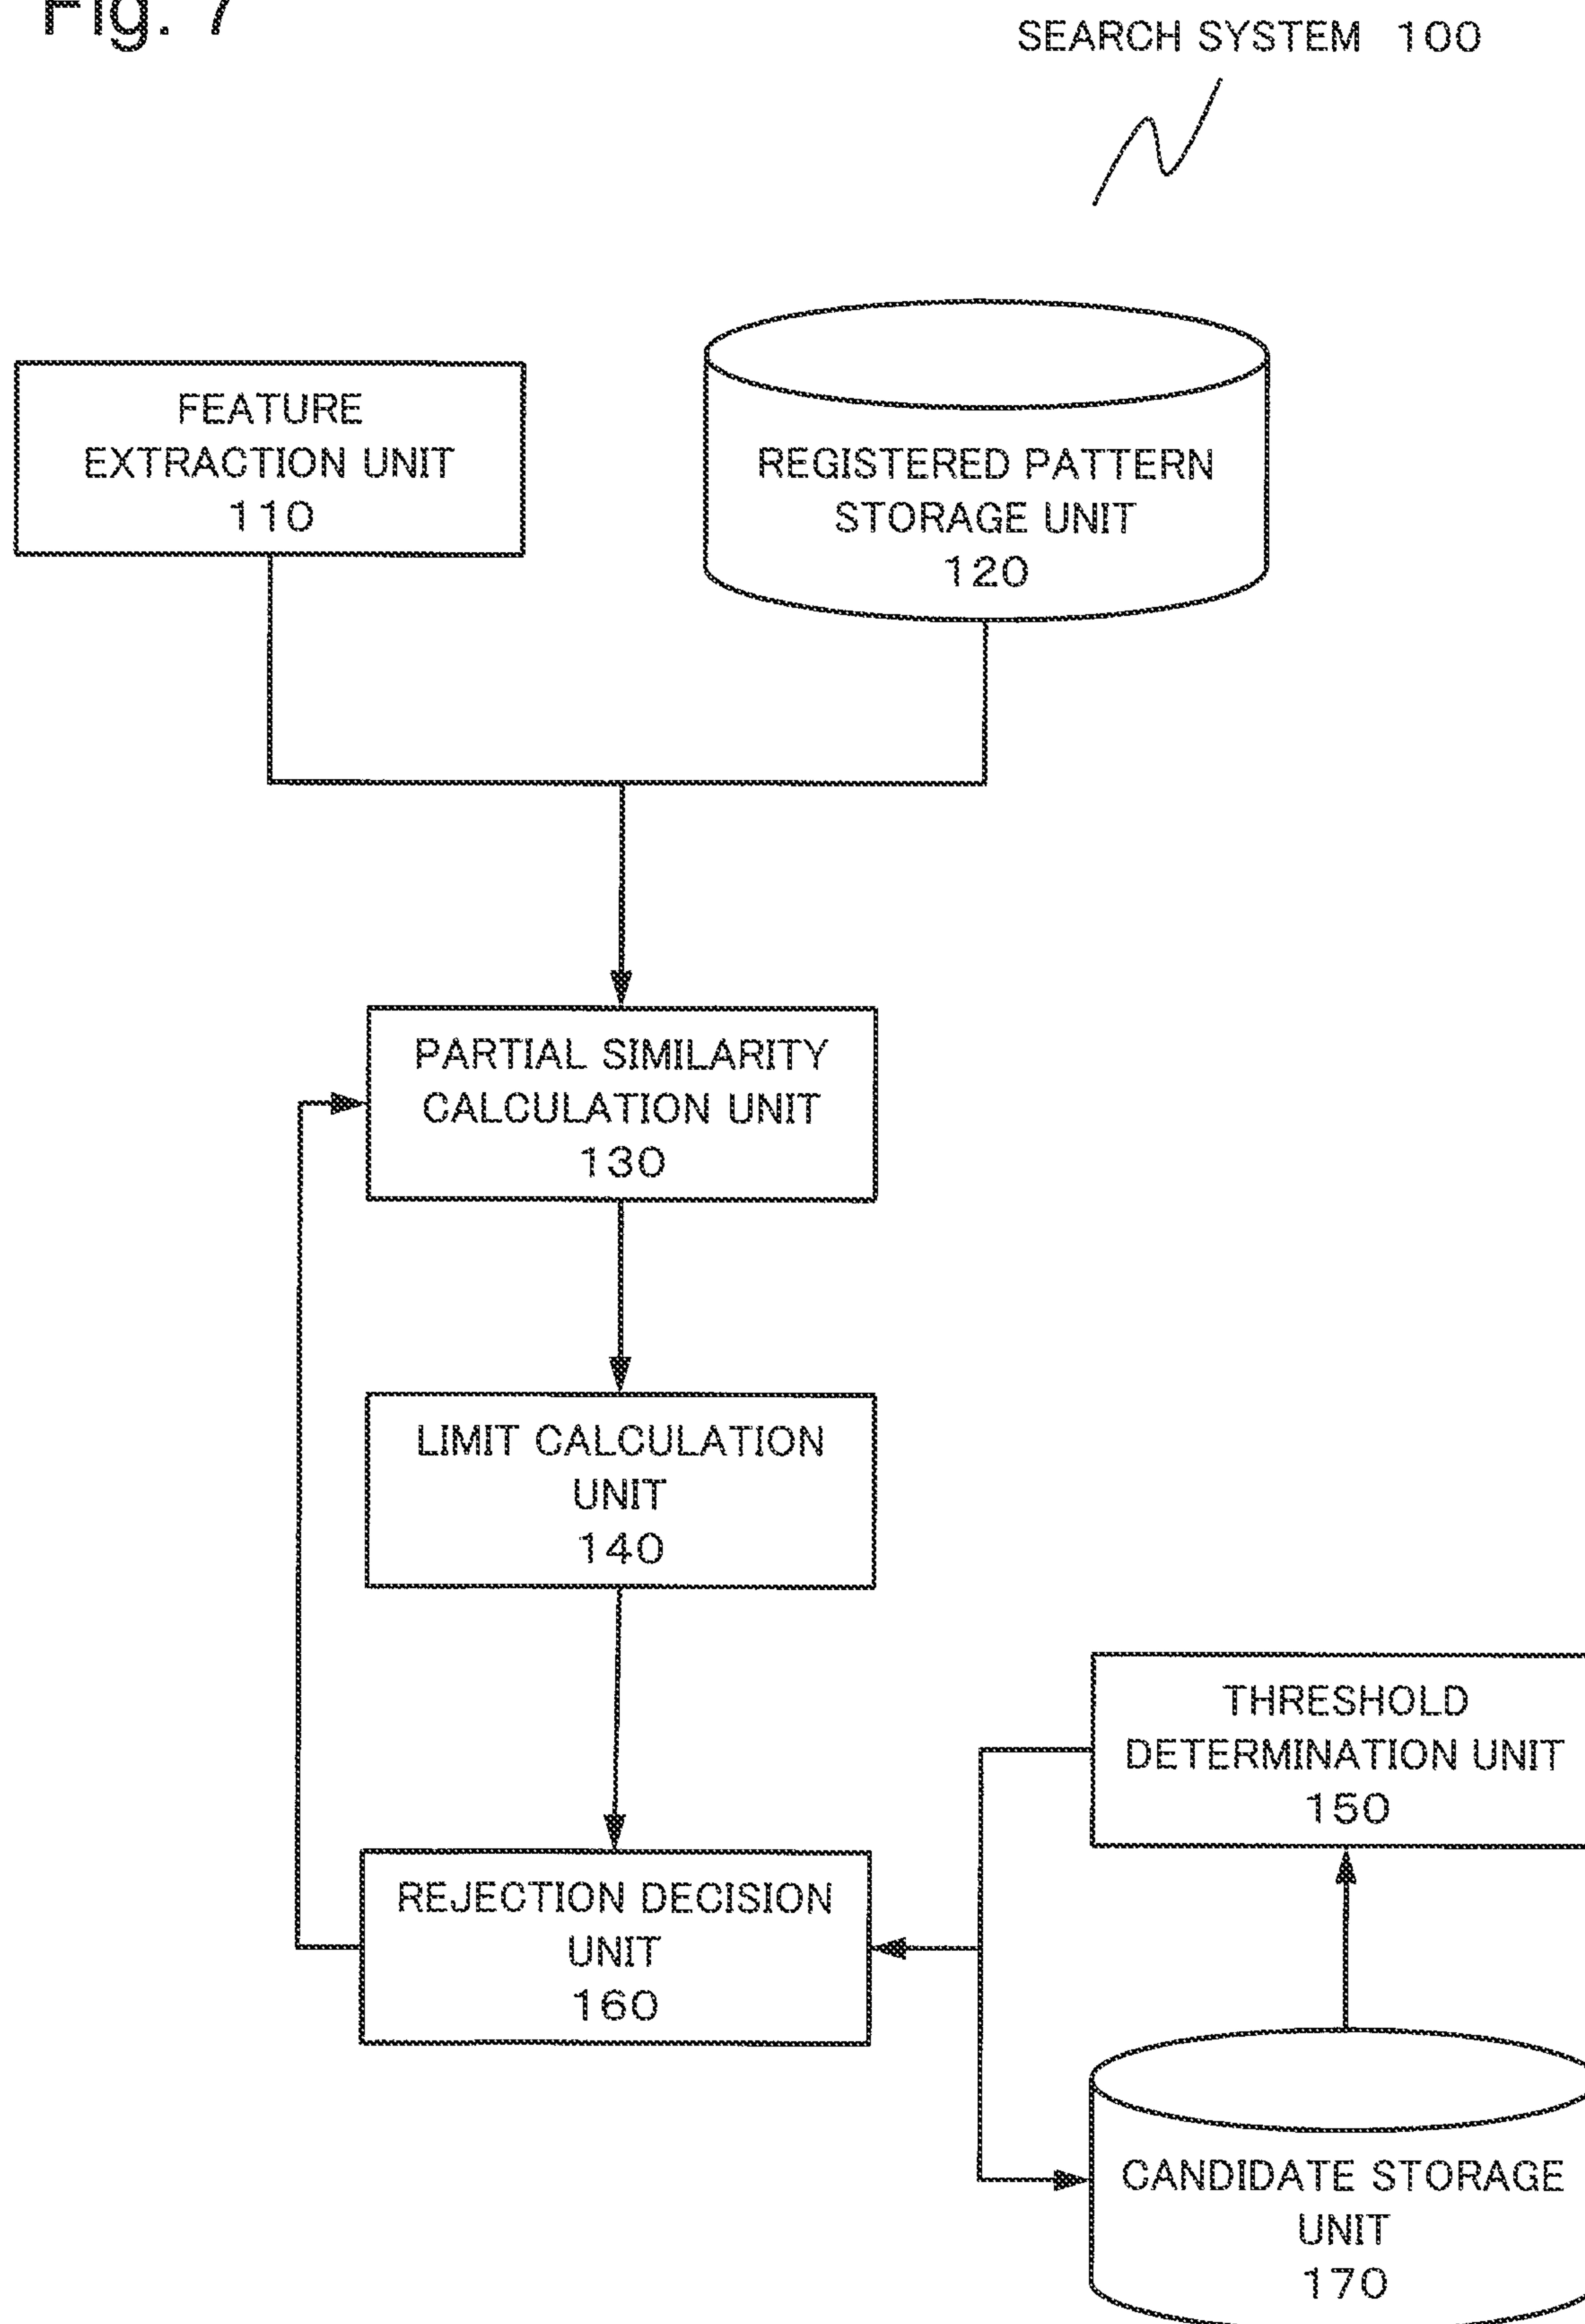 Fig. 7
SEARCH SYSTEM 100
FEATURE
EXTRACTION UNIT
110
REGISTERED PATTERN
STORAGE UNIT
120
PARTIAL SIMILARITY
CALCULATION UNIT
130
LIMIT CALCULATION
UNIT
140
THRESHOLD
DETERMINATION UNIT
150
REJECTION DECISION
UNIT
160
CANDIDATE STORAGE
UNIT
170